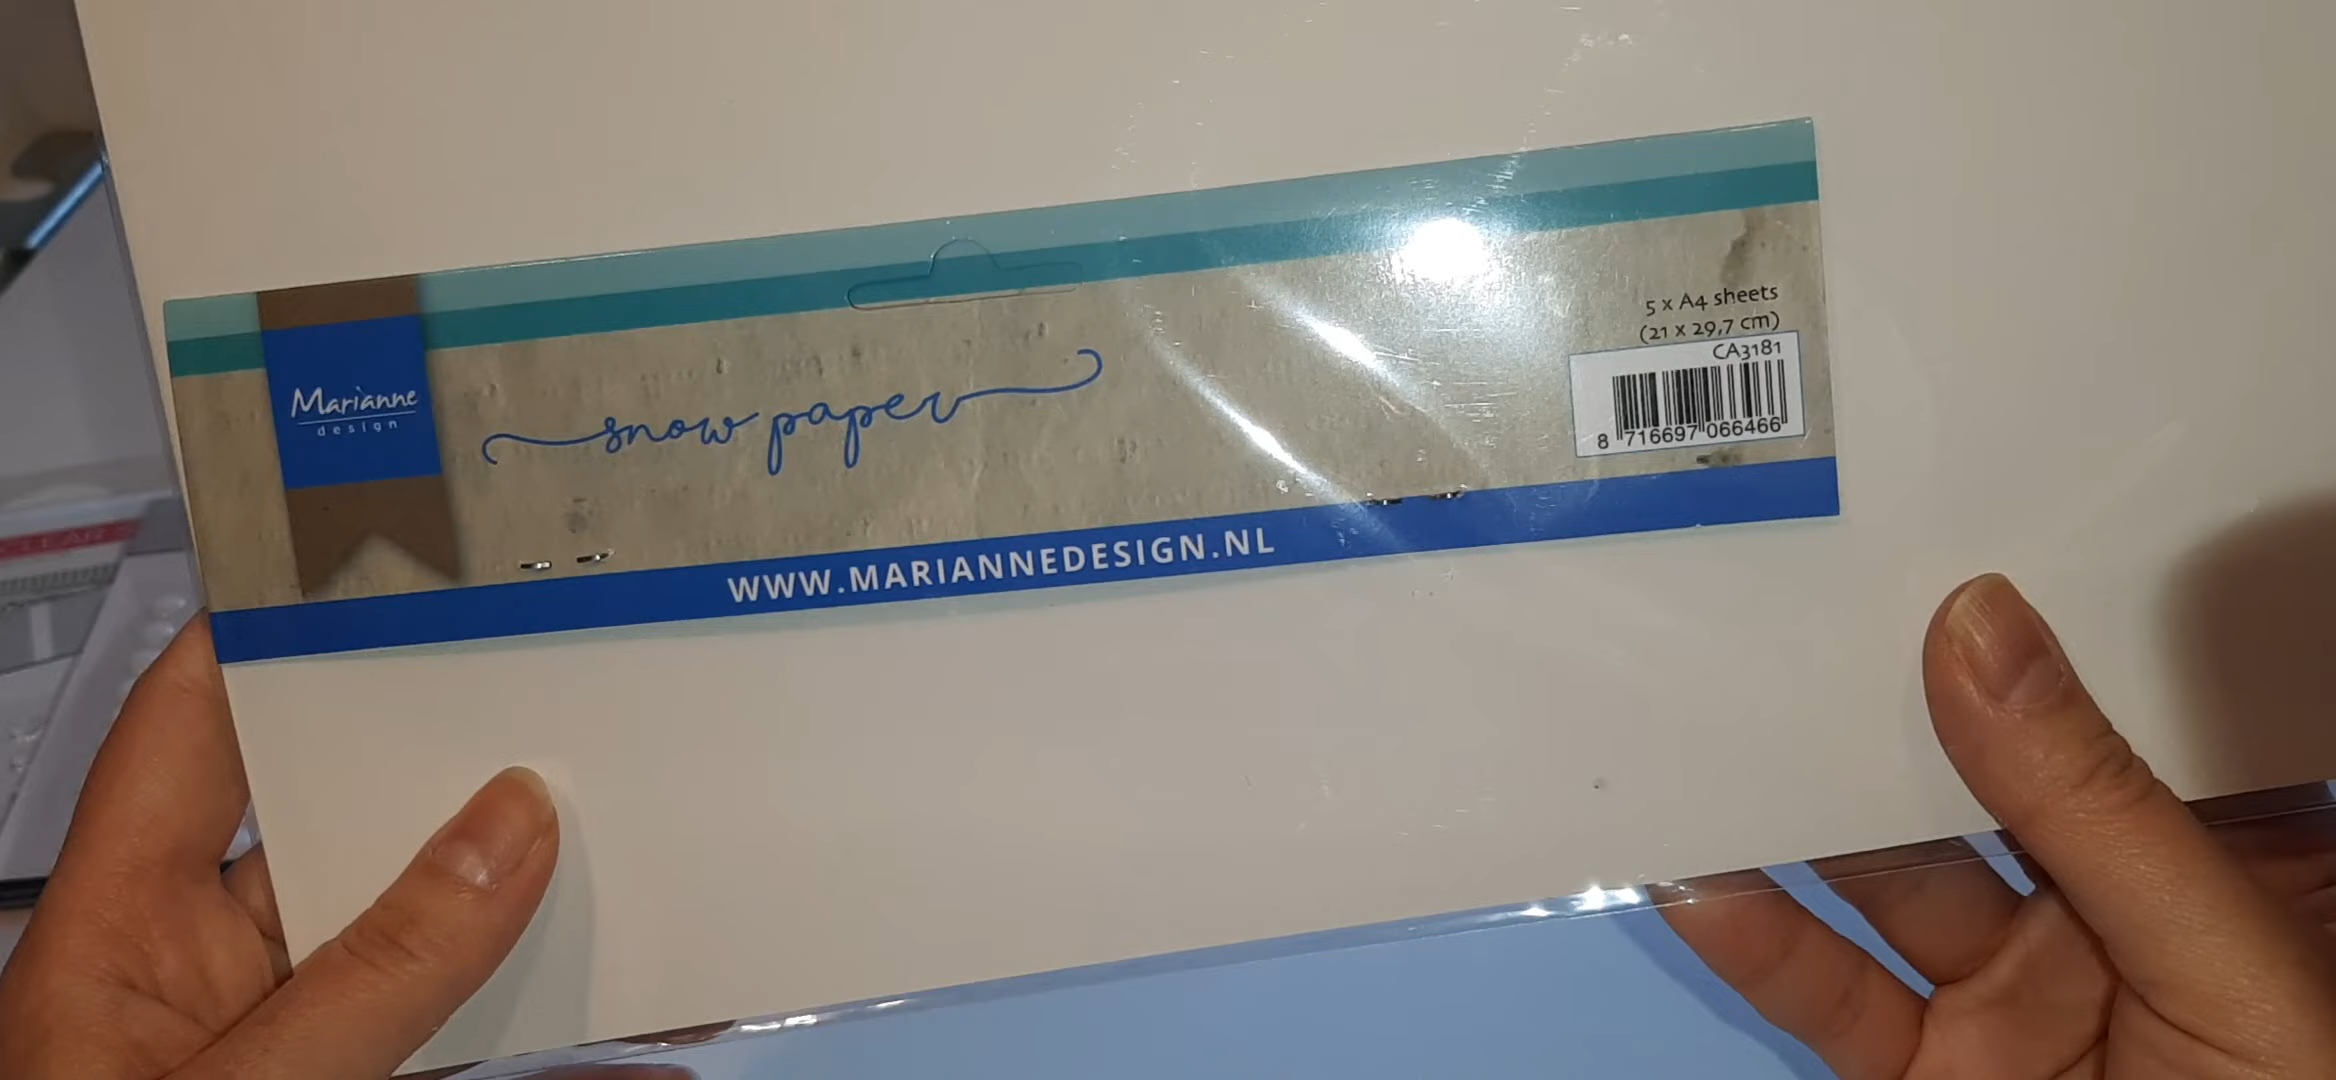 Marianne
design
snow paper
5 x A4 sheets
(21 x 29,7 cm)
CA3181
8 716697 066466
WWW.MARIANNEDESIGN.NL